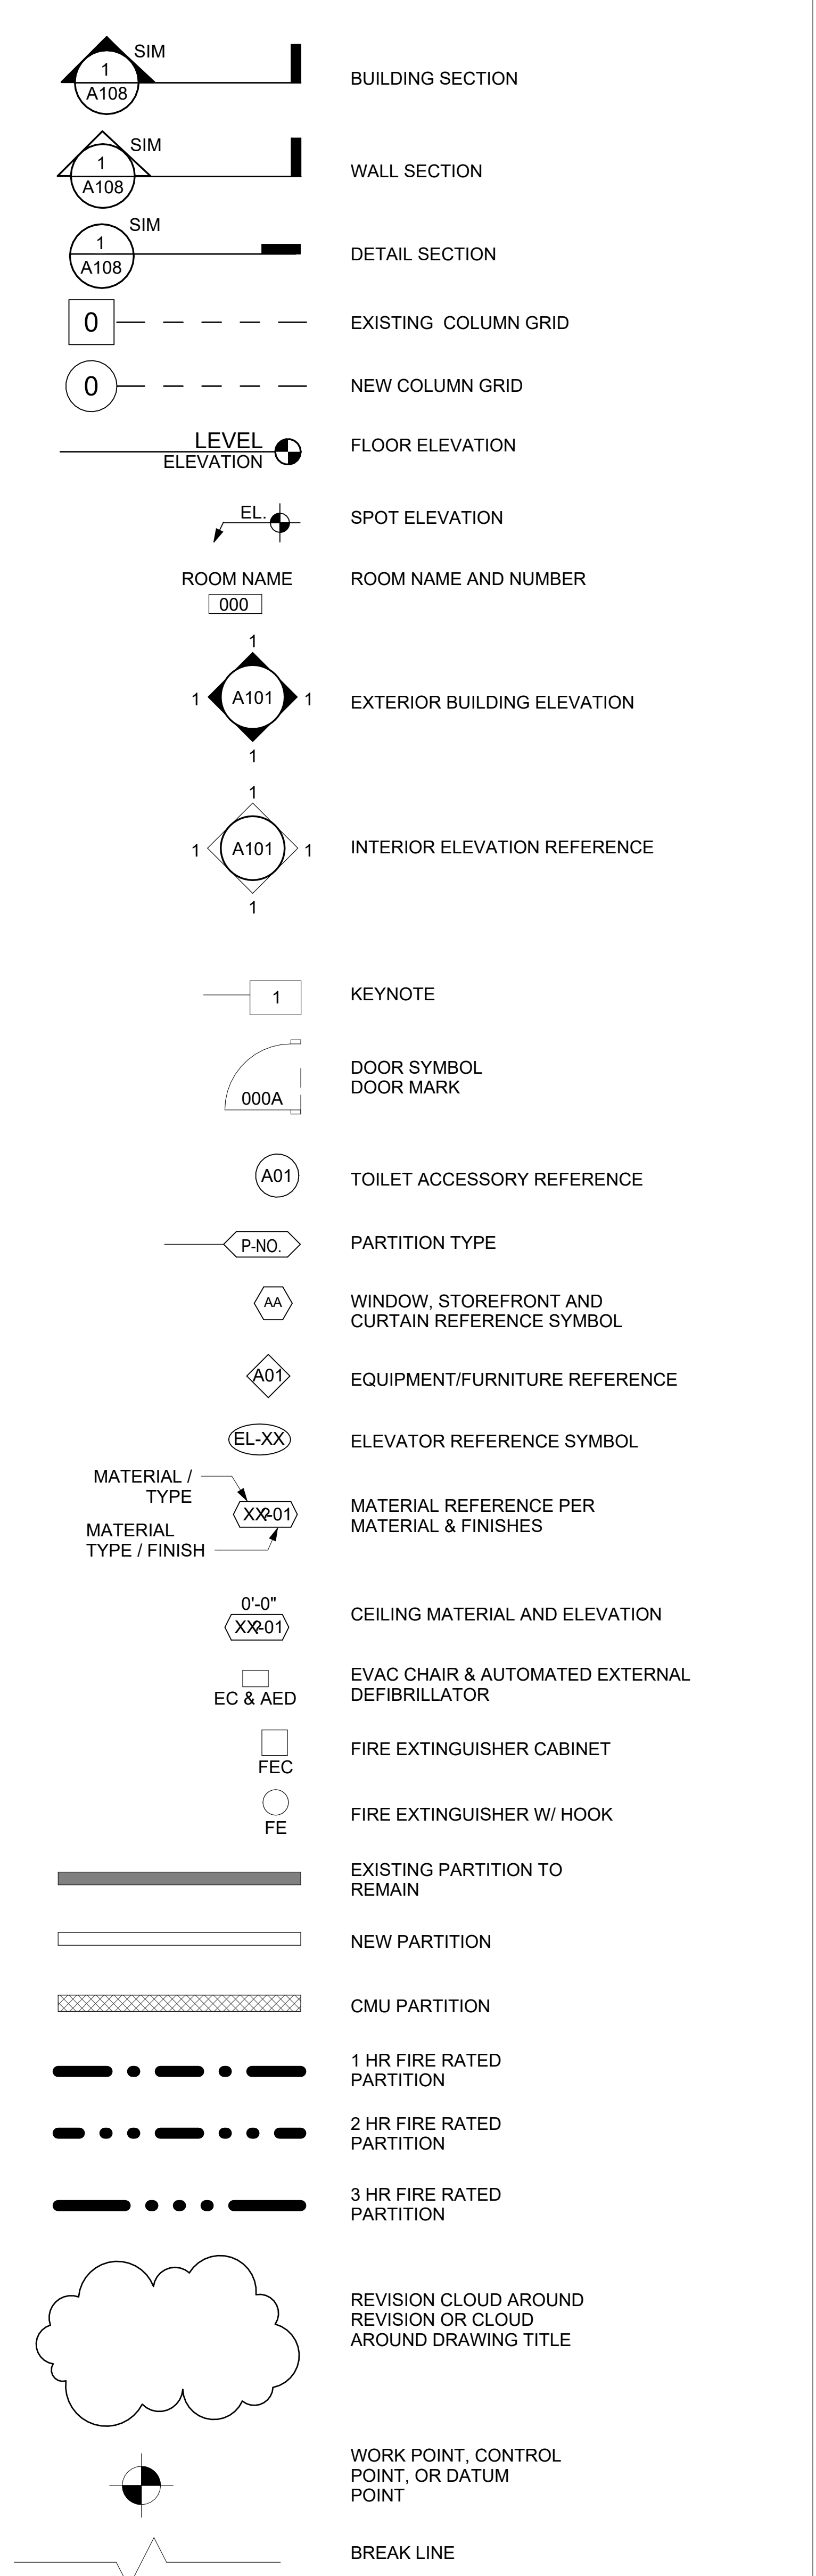 SIM
1
A108
BUILDING SECTION
SIM
1
A108
WALL SECTION
SIM
1
A108
DETAIL SECTION
0
EXISTING COLUMN GRID
0
NEW COLUMN GRID
LEVEL
ELEVATION
FLOOR ELEVATION
EL.
SPOT ELEVATION
ROOM NAME
000
ROOM NAME AND NUMBER
1
1 A101 1
1
EXTERIOR BUILDING ELEVATION
1
1 A101 1
1
INTERIOR ELEVATION REFERENCE
1
KEYNOTE
000A
DOOR SYMBOL
DOOR MARK
A01
TOILET ACCESSORY REFERENCE
P-NO.
PARTITION TYPE
AA
WINDOW, STOREFRONT AND
CURTAIN REFERENCE SYMBOL
A01
EQUIPMENT/FURNITURE REFERENCE
EL-XX
ELEVATOR REFERENCE SYMBOL
MATERIAL /
TYPE
MATERIAL
TYPE / FINISH
MATERIAL REFERENCE PER
MATERIAL & FINISHES
0'-0"
CEILING MATERIAL AND ELEVATION
EC & AED
EVAC CHAIR & AUTOMATED EXTERNAL
DEFIBRILLATOR
FEC
FIRE EXTINGUISHER CABINET
FE
FIRE EXTINGUISHER W/ HOOK
EXISTING PARTITION TO
REMAIN
NEW PARTITION
CMU PARTITION
1 HR FIRE RATED
PARTITION
2 HR FIRE RATED
PARTITION
3 HR FIRE RATED
PARTITION
REVISION CLOUD AROUND
REVISION OR CLOUD
AROUND DRAWING TITLE
WORK POINT, CONTROL
POINT, OR DATUM
POINT
BREAK LINE